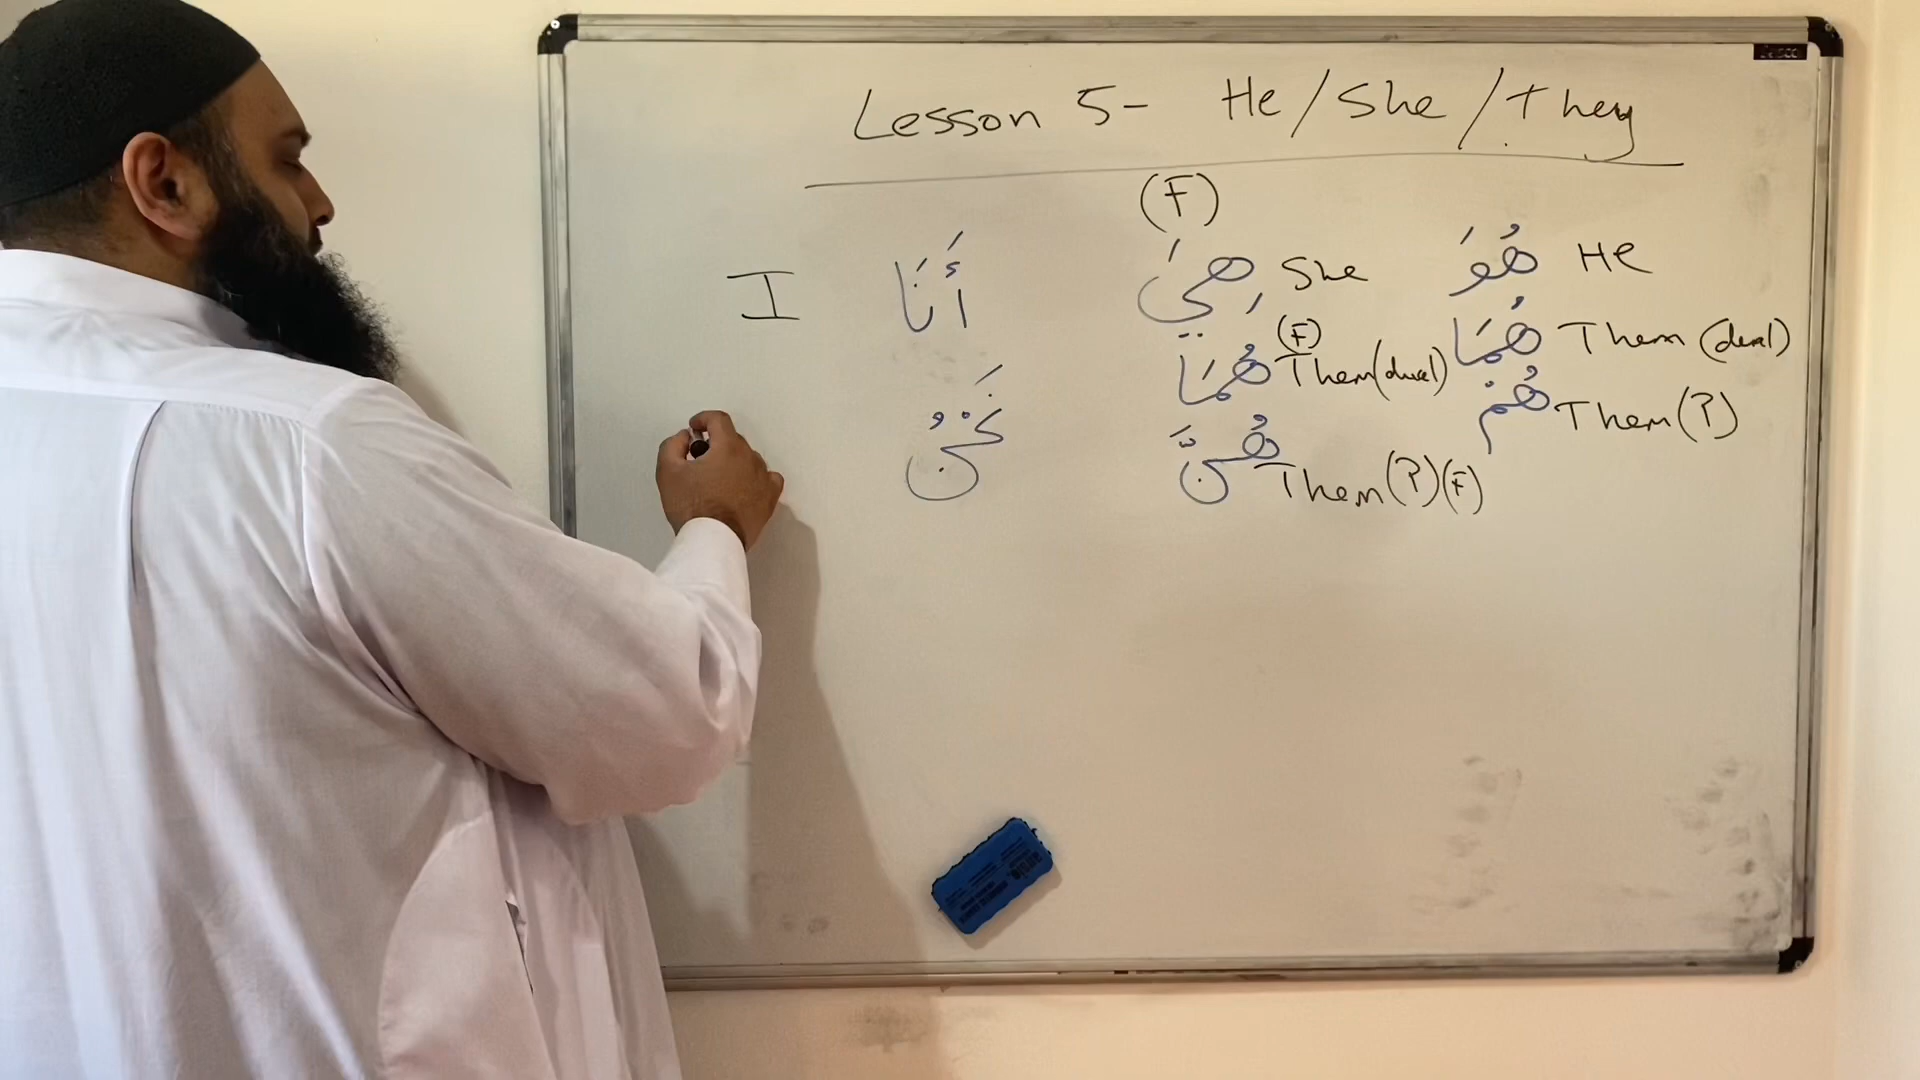 Lesson 5- He/She/They
(F)
هُوَ He
هُمَا Them (dual)
هُمْ Them(P)
هِيَ She
هُمَا Them(dual) (F)
هُنَّ Them(P)(F)
أَنَا I
نَحْنُ